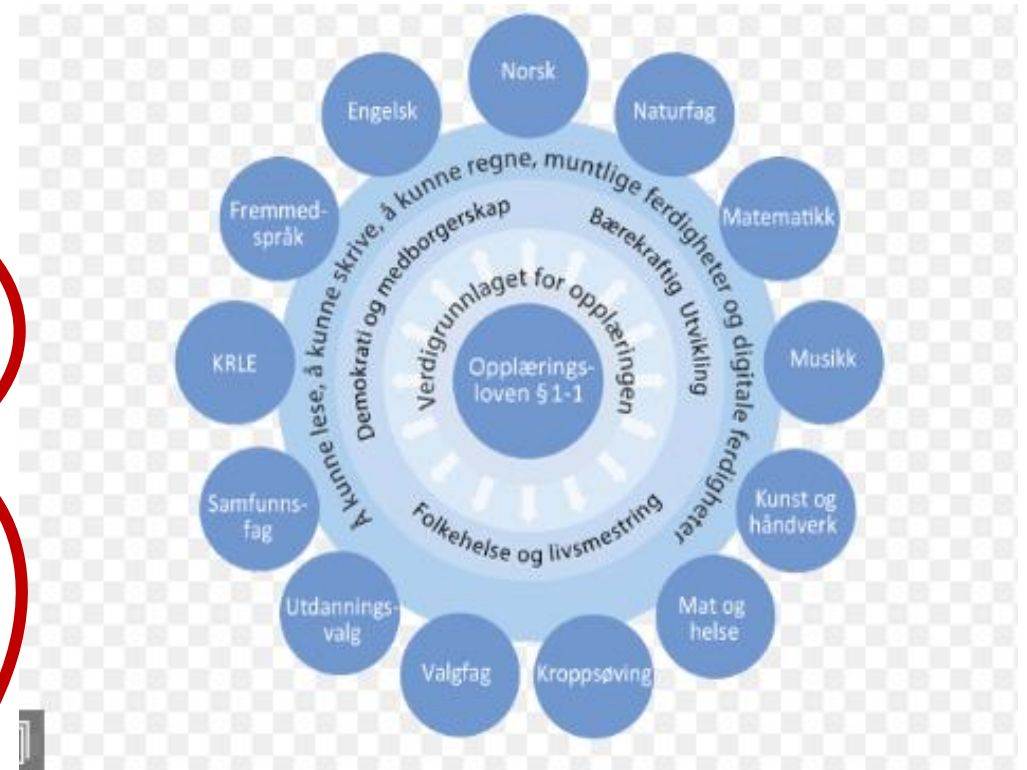 Norsk
Naturfag
Matematikk
Musikk
Kunst og
håndverk
Mat og
helse
Kroppsøving
Valgfag
Utdannings-
valg
Samfunns-
fag
KRLE
Fremmed-
språk
Engelsk
Å kunne lese, å kunne skrive, å kunne regne, muntlige ferdigheter og digitale ferdigheter
Demokrati og medborgerskap
Bærekraftig Utvikling
Folkehelse og livsmestring
Verdigrunnlaget for opplæringen
Opplærings-
loven § 1-1